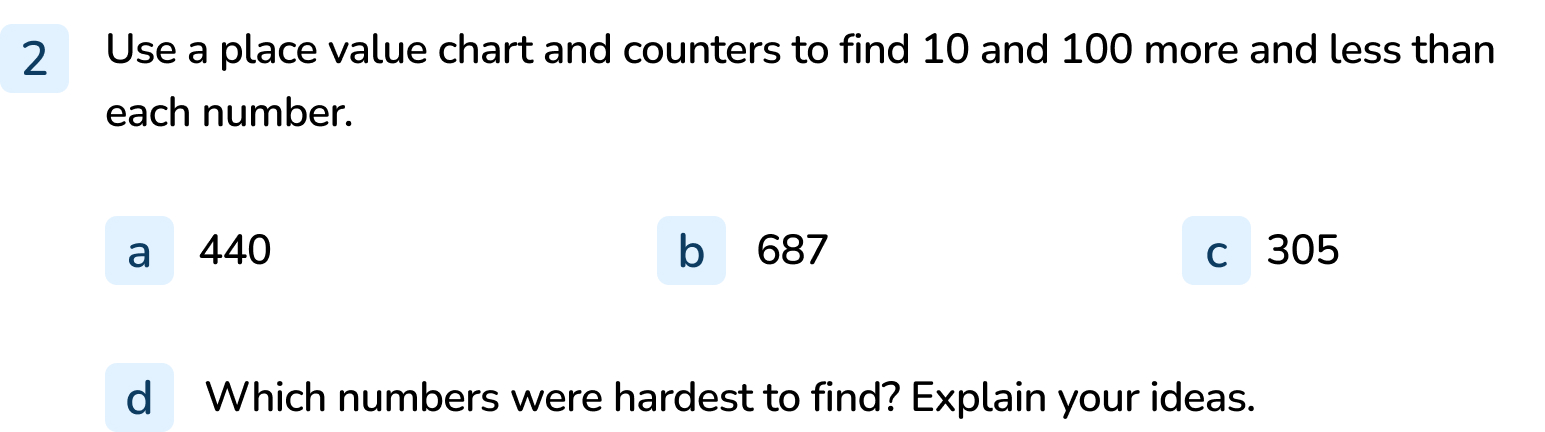 2 Use a place value chart and counters to find 10 and 100 more and less than
each number.
a 440 b 687 c 305
d Which numbers were hardest to find? Explain your ideas.